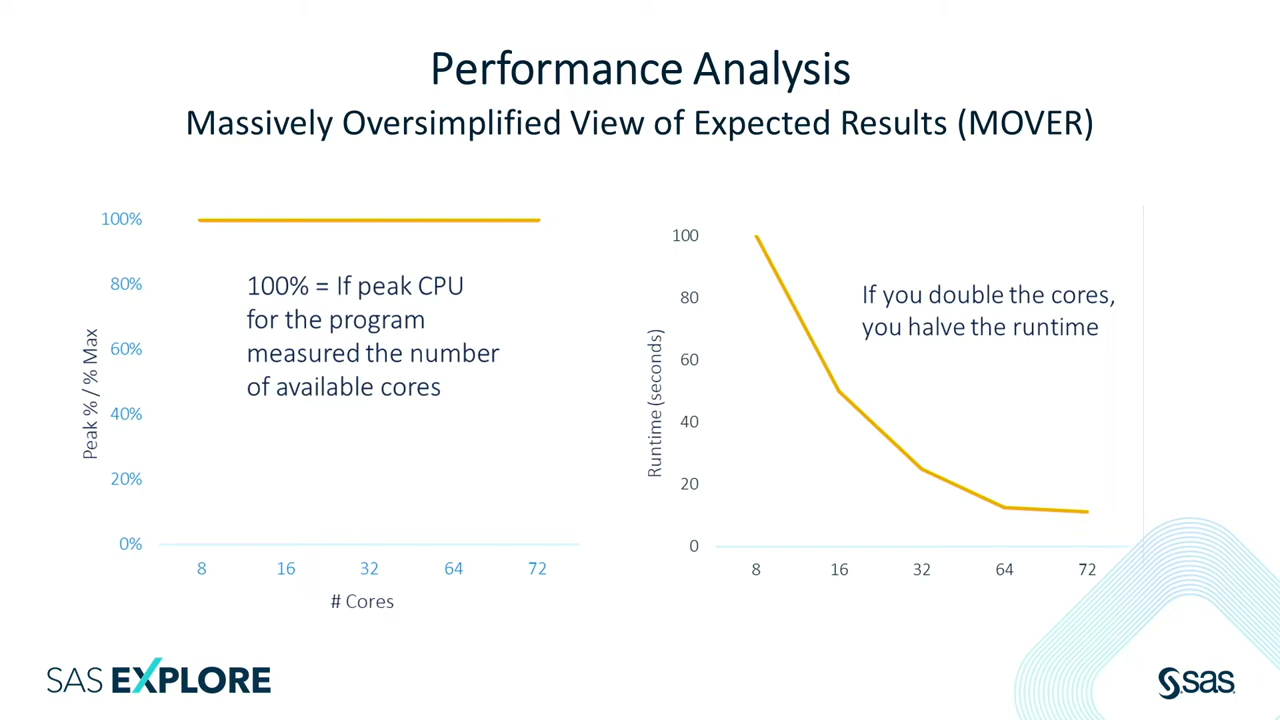 Performance Analysis
Massively Oversimplified View of Expected Results (MOVER)
100%
80%
60%
40%
20%
0%
Peak % / % Max
100% = If peak CPU
for the program
measured the number
of available cores
8
16
32
64
72
# Cores
100
80
60
40
20
0
Runtime (seconds)
If you double the cores,
you halve the runtime
8
16
32
64
72
SAS EXPLORE
sas